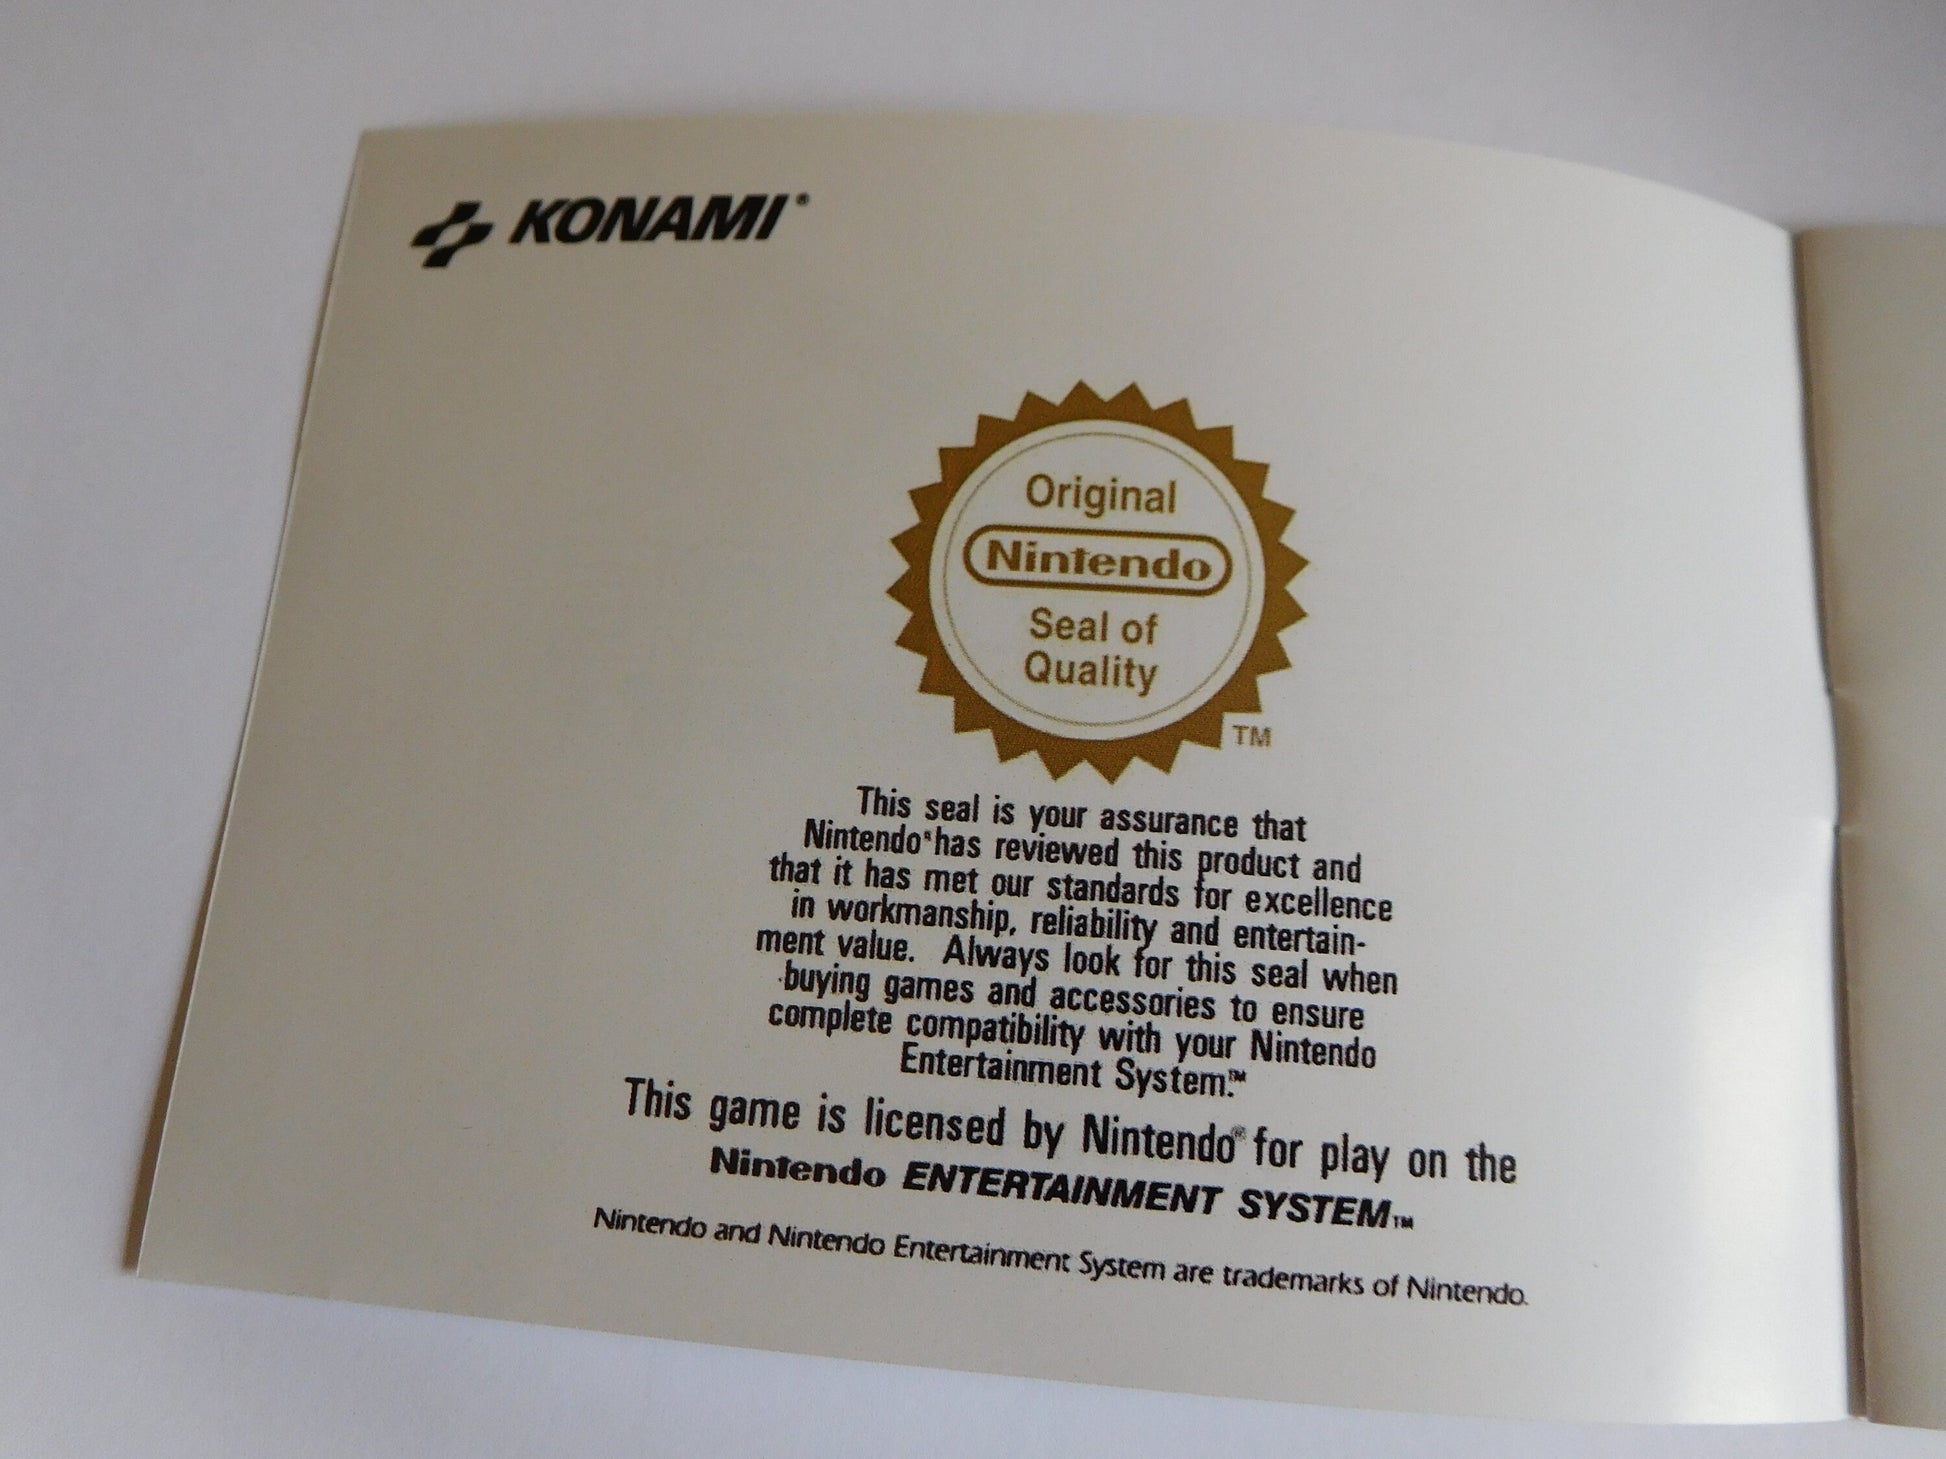 KONAMI®
Original
Nintendo
Seal of
Quality
TM
This seal is your assurance that
Nintendo® has reviewed this product and
that it has met our standards for excellence
in workmanship, reliability and entertain-
ment value. Always look for this seal when
buying games and accessories to ensure
complete compatibility with your Nintendo
Entertainment System.™
This game is licensed by Nintendo® for play on the
Nintendo ENTERTAINMENT SYSTEM™
Nintendo and Nintendo Entertainment System are trademarks of Nintendo.